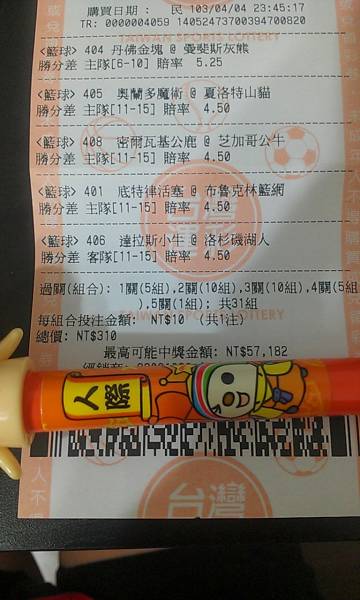 購買日期: 民 103/04/04 23:45:17
TR: 0000004059 14052473700394700820
TAIWAN SPORTS LOTTERY
<籃球> 404 丹佛金塊 @ 曼斐斯灰熊
勝分差 主隊[6-10] 賠率 5.25
<籃球> 405 奧蘭多魔術 @ 夏洛特山貓
勝分差 主隊[11-15] 賠率 4.50
<籃球> 408 密爾瓦基公鹿 @ 芝加哥公牛
勝分差 主隊[11-15] 賠率 4.50
<籃球> 401 底特律活塞 @ 布魯克林籃網
勝分差 主隊[11-15] 賠率 4.50
<籃球> 406 達拉斯小牛 @ 洛杉磯湖人
勝分差 客隊[11-15] 賠率 4.50
過關(組合): 1關(5組),2關(10組),3關(10組),4關(5組
),5關(1組); 共31組
每組合投注金額: NT$10 (共1注)
總價: NT$310
最高可能中獎金額: NT$57,182
人際
台灣